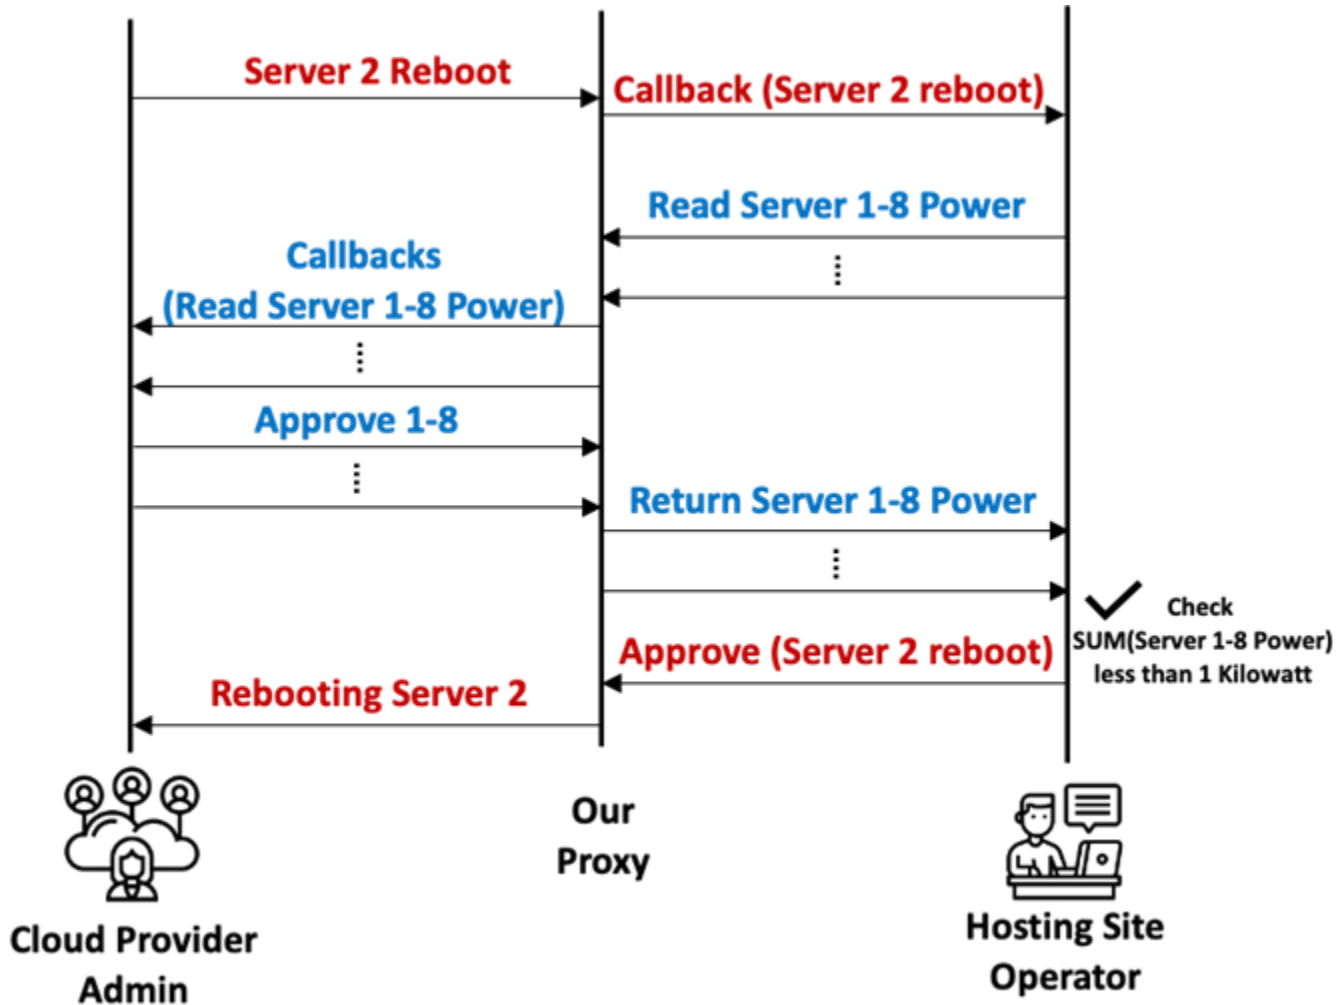 Server 2 Reboot
Callback (Server 2 reboot)
Read Server 1-8 Power
Callbacks
(Read Server 1-8 Power)
Approve 1-8
Return Server 1-8 Power
Check
SUM(Server 1-8 Power)
less than 1 Kilowatt
Approve (Server 2 reboot)
Rebooting Server 2
Cloud Provider
Admin
Our
Proxy
Hosting Site
Operator